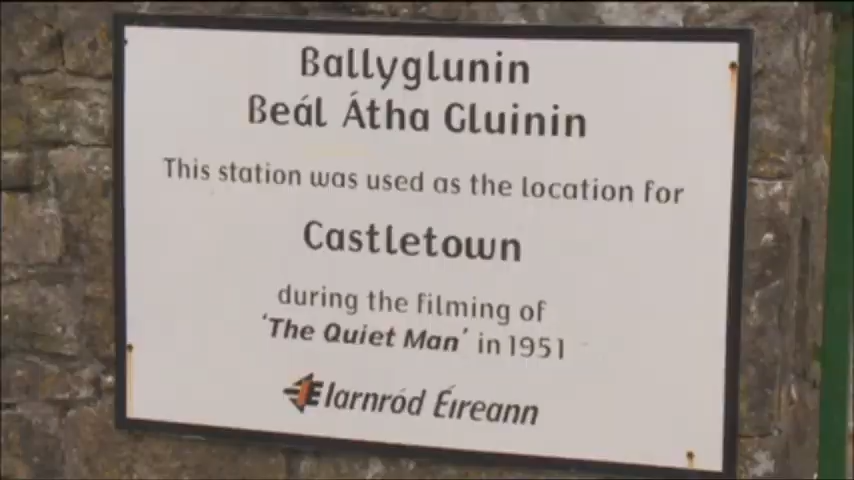 Ballyglunin
Beál Átha Gluinin
This station was used as the location for
Castletown
during the filming of
'The Quiet Man' in 1951
Iarnród Éireann